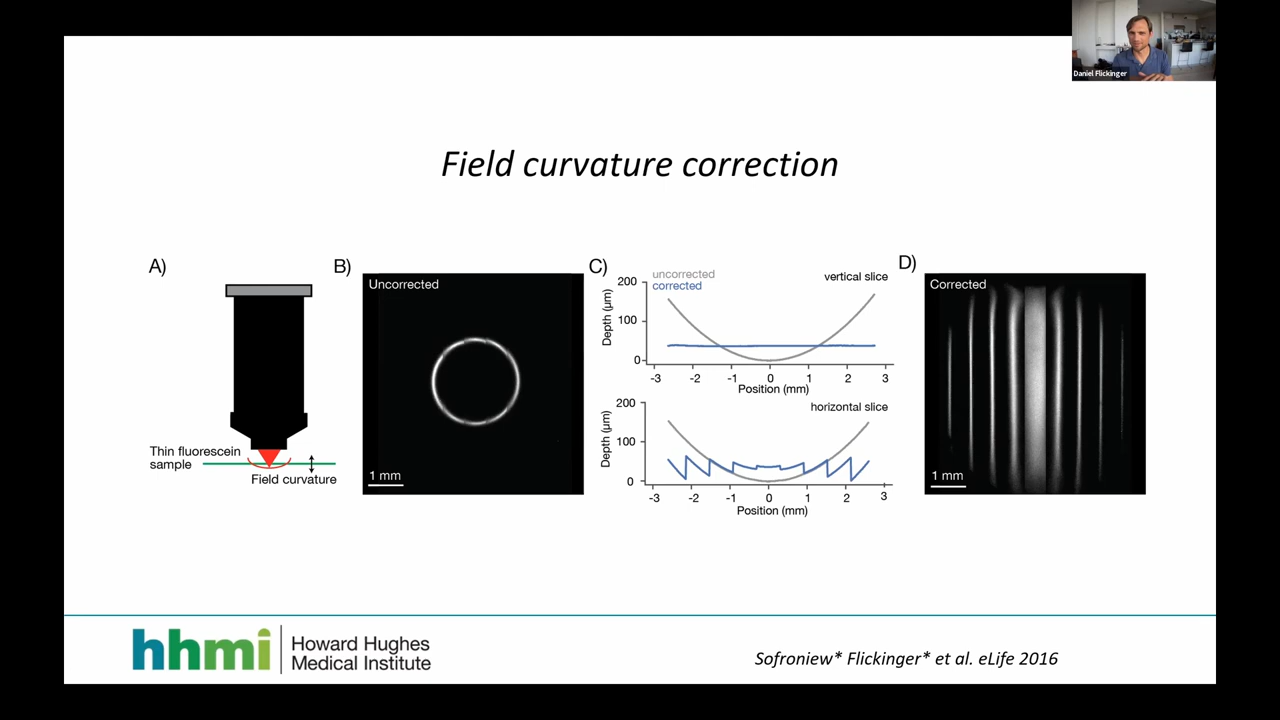 Daniel Flickinger
Field curvature correction
A)
Thin fluorescein
sample
Field curvature
B)
Uncorrected
1 mm
C)
uncorrected
corrected
vertical slice
Depth (µm)
200
100
0
-3 -2 -1 0 1 2 3
Position (mm)
horizontal slice
Depth (µm)
200
100
0
-3 -2 -1 0 1 2 3
Position (mm)
D)
Corrected
1 mm
hhmi
Howard Hughes
Medical Institute
Sofroniew* Flickinger* et al. eLife 2016